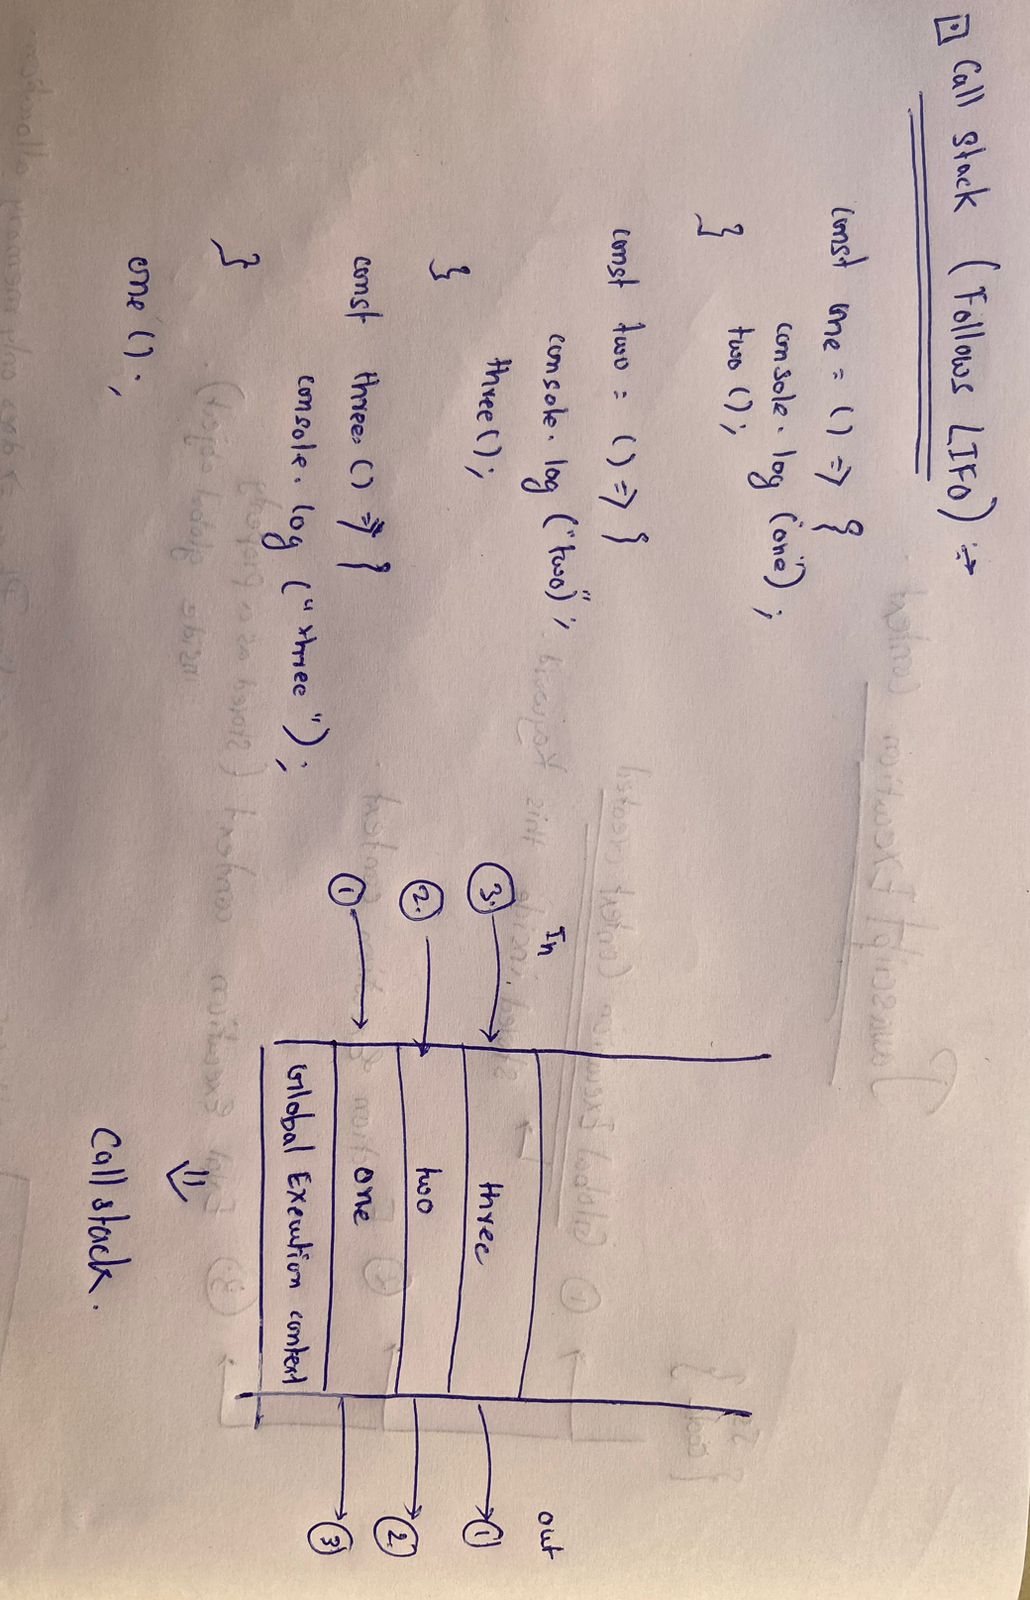 Call stack (Follows LIFO) :→
const one = () => {
console.log ("one") ;
two ();
}
const two = () => {
console.log ("two") ;
three();
}
const three = () => {
console.log ("three") ;
}
one () ;
In
out
3.
three
1
2.
two
2
1
one
3
Global Execution context
Call stack.